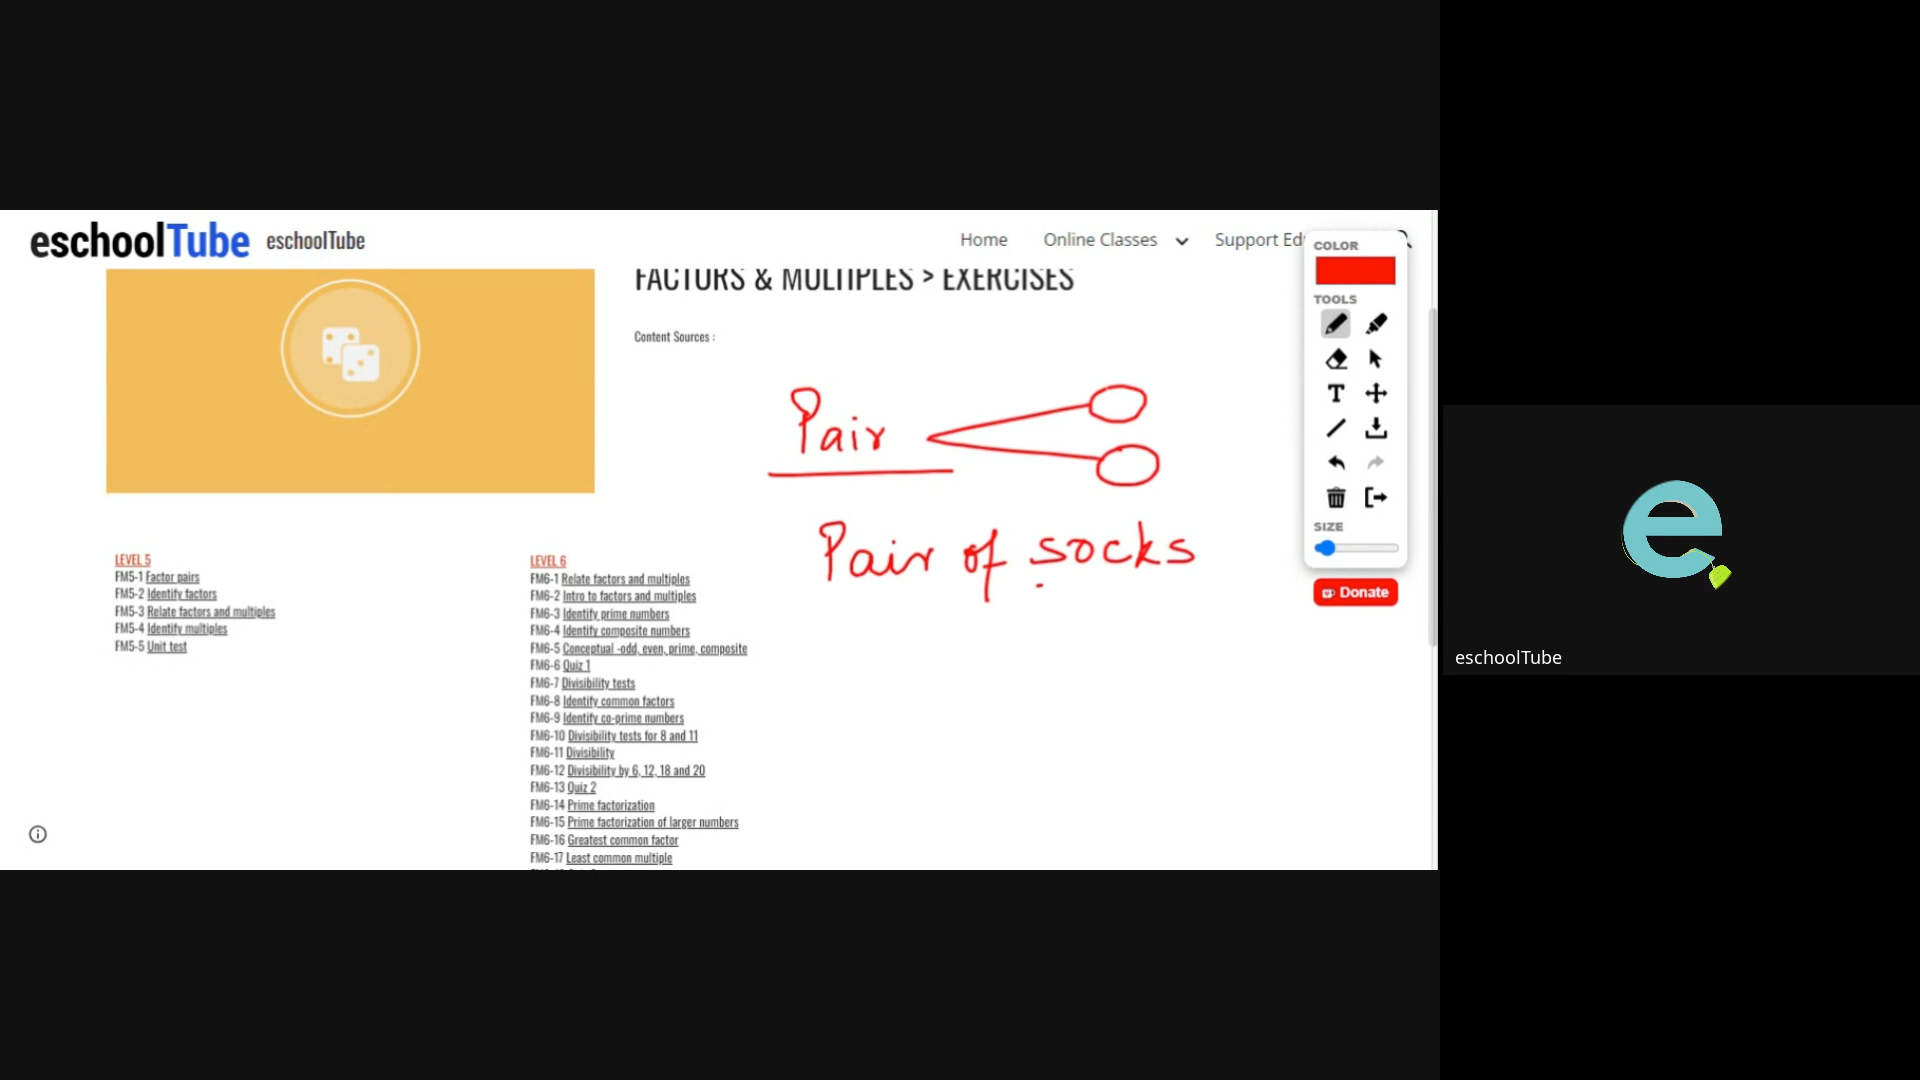 eschoolTube eschoolTube
Home Online Classes Support
FACTORS & MULTIPLES > EXERCISES
Content Sources :
Pair
Pair of socks
LEVEL 5
FM5-1 Factor pairs
FM5-2 Identify factors
FM5-3 Relate factors and multiples
FM5-4 Identify multiples
FM5-5 Unit test
LEVEL 6
FM6-1 Relate factors and multiples
FM6-2 Intro to factors and multiples
FM6-3 Identify prime numbers
FM6-4 Identify composite numbers
FM6-5 Conceptual -odd, even, prime, composite
FM6-6 Quiz 1
FM6-7 Divisibility tests
FM6-8 Identify common factors
FM6-9 Identify co-prime numbers
FM6-10 Divisibility tests for 8 and 11
FM6-11 Divisibility
FM6-12 Divisibility by 6, 12, 18 and 20
FM6-13 Quiz 2
FM6-14 Prime factorization
FM6-15 Prime factorization of larger numbers
FM6-16 Greatest common factor
FM6-17 Least common multiple
COLOR
TOOLS
T
SIZE
Donate
e
eschoolTube